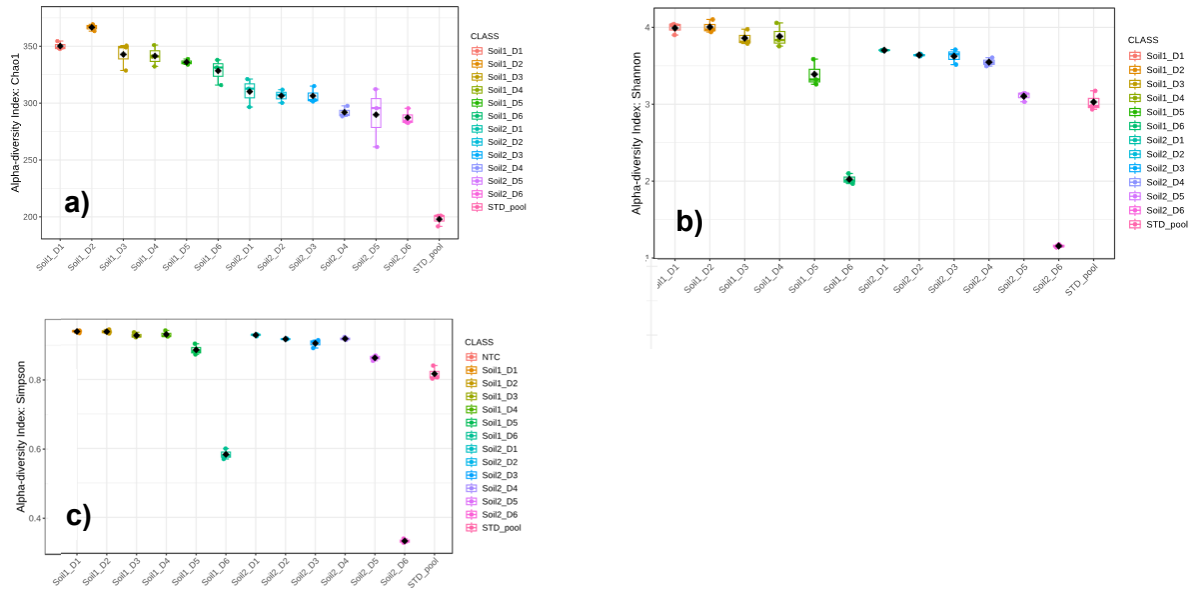 Alpha-diversity Index: Chao1
350
300
250
200
a)
Soil1_D1
Soil1_D2
Soil1_D3
Soil1_D4
Soil1_D5
Soil1_D6
Soil2_D1
Soil2_D2
Soil2_D3
Soil2_D4
Soil2_D5
Soil2_D6
STD_pool
CLASS
Soil1_D1
Soil1_D2
Soil1_D3
Soil1_D4
Soil1_D5
Soil1_D6
Soil2_D1
Soil2_D2
Soil2_D3
Soil2_D4
Soil2_D5
Soil2_D6
STD_pool
Alpha-diversity Index: Shannon
4
3
2
1
b)
oil1_D1
Soil1_D2
Soil1_D3
Soil1_D4
Soil1_D5
Soil1_D6
Soil2_D1
Soil2_D2
Soil2_D3
Soil2_D4
Soil2_D5
Soil2_D6
STD_pool
CLASS
Soil1_D1
Soil1_D2
Soil1_D3
Soil1_D4
Soil1_D5
Soil1_D6
Soil2_D1
Soil2_D2
Soil2_D3
Soil2_D4
Soil2_D5
Soil2_D6
STD_pool
Alpha-diversity Index: Simpson
0.8
0.6
0.4
c)
Soil1_D1
Soil1_D2
Soil1_D3
Soil1_D4
Soil1_D5
Soil1_D6
Soil2_D1
Soil2_D2
Soil2_D3
Soil2_D4
Soil2_D5
Soil2_D6
STD_pool
CLASS
NTC
Soil1_D1
Soil1_D2
Soil1_D3
Soil1_D4
Soil1_D5
Soil1_D6
Soil2_D1
Soil2_D2
Soil2_D3
Soil2_D4
Soil2_D5
Soil2_D6
STD_pool